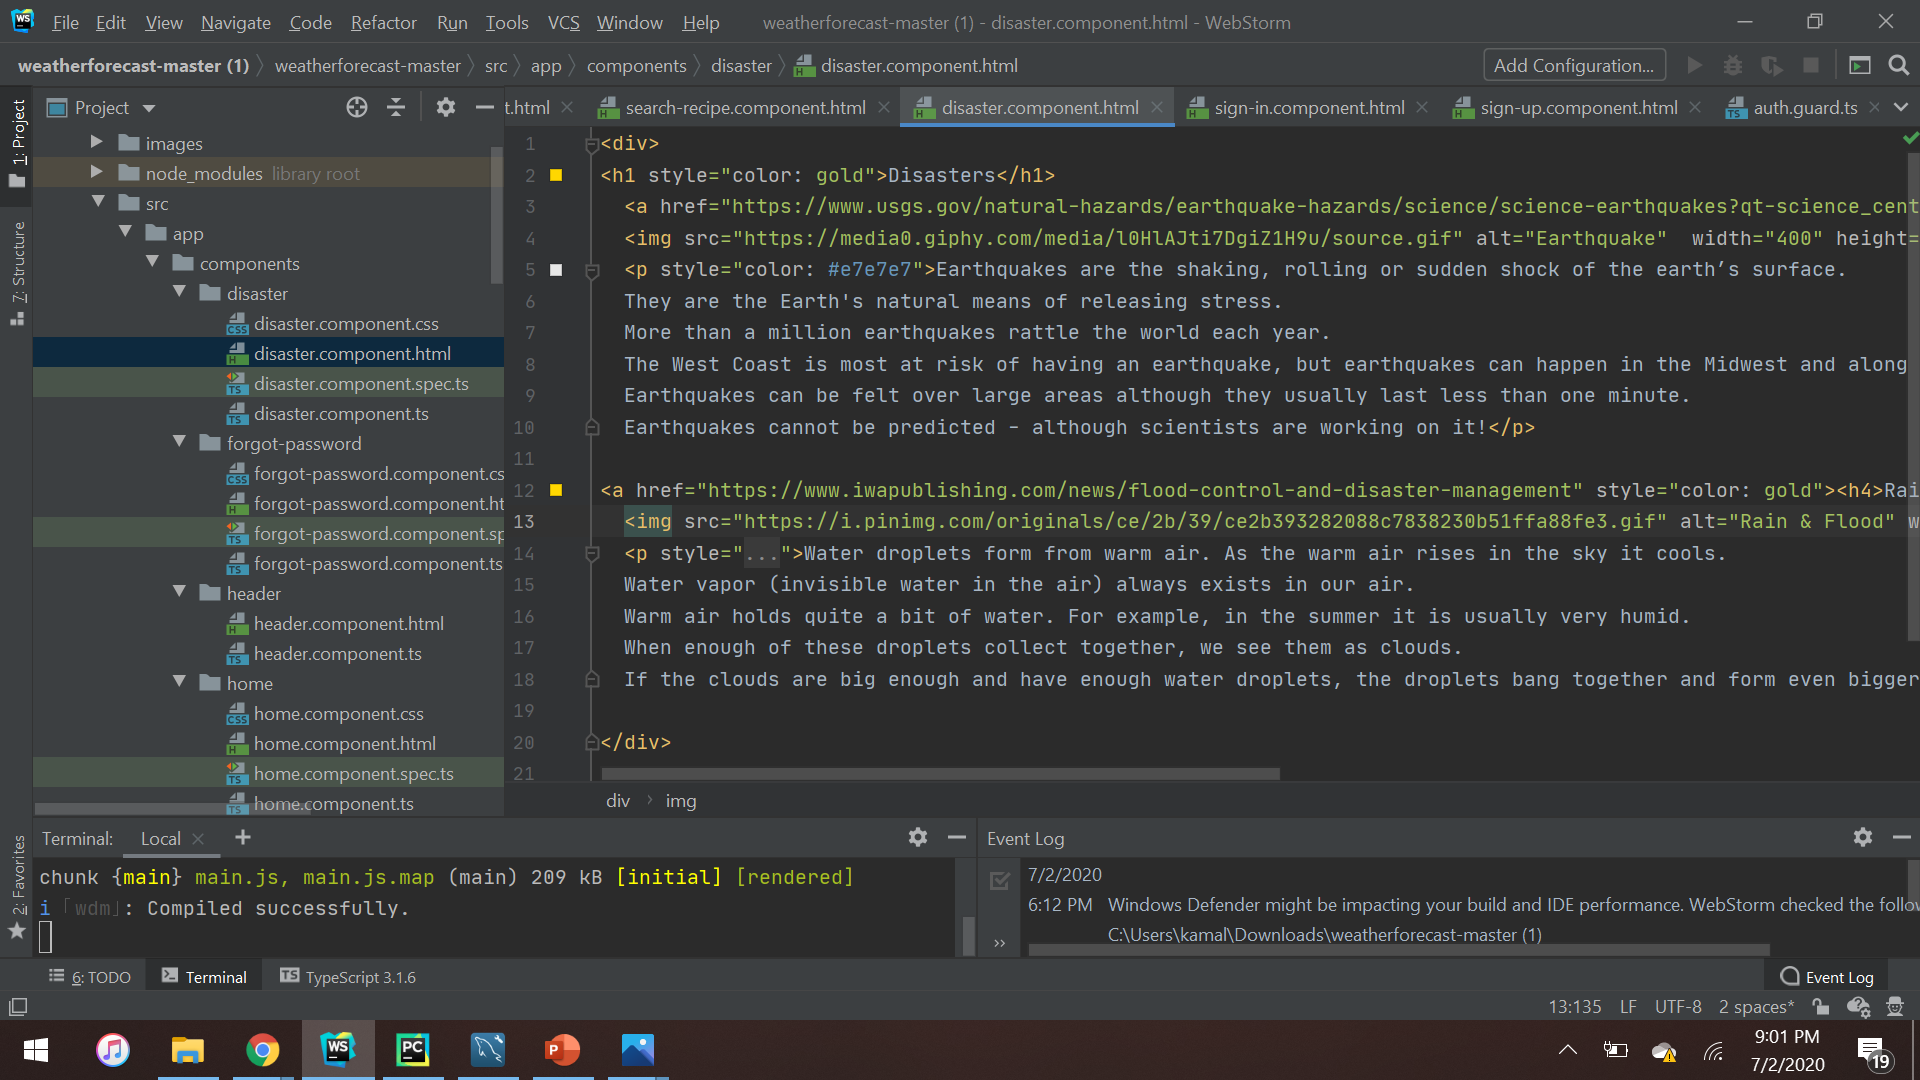 WS File Edit View Navigate Code Refactor Run Tools VCS Window Help weatherforecast-master (1) - disaster.component.html - WebStorm
weatherforecast-master (1) weatherforecast-master src app components disaster disaster.component.html Add Configuration...
1: Project
7: Structure
2: Favorites
Project
images
node_modules library root
src
app
components
disaster
disaster.component.css
disaster.component.html
disaster.component.spec.ts
disaster.component.ts
forgot-password
forgot-password.component.cs
forgot-password.component.ht
forgot-password.component.sp
forgot-password.component.ts
header
header.component.html
header.component.ts
home
home.component.css
home.component.html
home.component.spec.ts
home.component.ts
t.html search-recipe.component.html disaster.component.html sign-in.component.html sign-up.component.html auth.guard.ts
1 <div>
2 <h1 style="color: gold">Disasters</h1>
3 <a href="https://www.usgs.gov/natural-hazards/earthquake-hazards/science/science-earthquakes?qt-science_cent
4 <img src="https://media0.giphy.com/media/l0HlAJti7DgiZ1H9u/source.gif" alt="Earthquake" width="400" height=
5 <p style="color: #e7e7e7">Earthquakes are the shaking, rolling or sudden shock of the earth’s surface.
6 They are the Earth's natural means of releasing stress.
7 More than a million earthquakes rattle the world each year.
8 The West Coast is most at risk of having an earthquake, but earthquakes can happen in the Midwest and along
9 Earthquakes can be felt over large areas although they usually last less than one minute.
10 Earthquakes cannot be predicted - although scientists are working on it!</p>
11
12 <a href="https://www.iwapublishing.com/news/flood-control-and-disaster-management" style="color: gold"><h4>Rai
13 <img src="https://i.pinimg.com/originals/ce/2b/39/ce2b393282088c7838230b51ffa88fe3.gif" alt="Rain & Flood" w
14 <p style="...">Water droplets form from warm air. As the warm air rises in the sky it cools.
15 Water vapor (invisible water in the air) always exists in our air.
16 Warm air holds quite a bit of water. For example, in the summer it is usually very humid.
17 When enough of these droplets collect together, we see them as clouds.
18 If the clouds are big enough and have enough water droplets, the droplets bang together and form even bigger
19
20 </div>
21
div img
Terminal: Local
chunk {main} main.js, main.js.map (main) 209 kB [initial] [rendered]
i ｢wdm｣: Compiled successfully.
Event Log
7/2/2020
6:12 PM Windows Defender might be impacting your build and IDE performance. WebStorm checked the follow
C:\Users\kamal\Downloads\weatherforecast-master (1)
6: TODO Terminal TypeScript 3.1.6 Event Log
13:135 LF UTF-8 2 spaces*
WS PC P
9:01 PM
7/2/2020
19